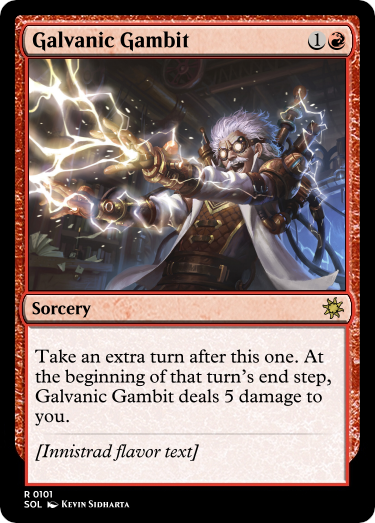 Galvanic Gambit 1
Sorcery
Take an extra turn after this one. At
the beginning of that turn's end step,
Galvanic Gambit deals 5 damage to
you.
[Innistrad flavor text]
R 0101
SOL Kevin Sidharta